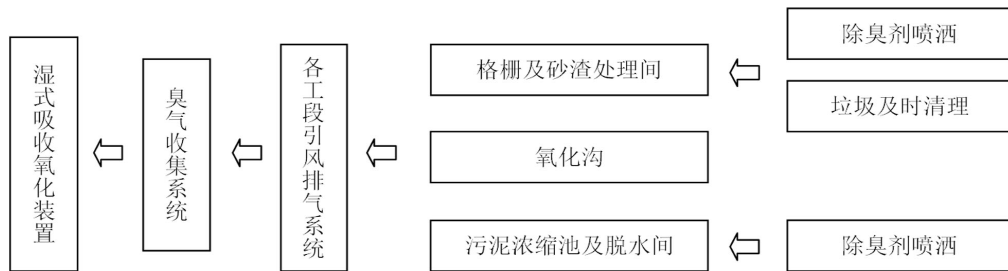 湿式吸收氧化装置
臭气收集系统
各工段引风排气系统
格栅及砂渣处理间
氧化沟
污泥浓缩池及脱水间
除臭剂喷洒
垃圾及时清理
除臭剂喷洒